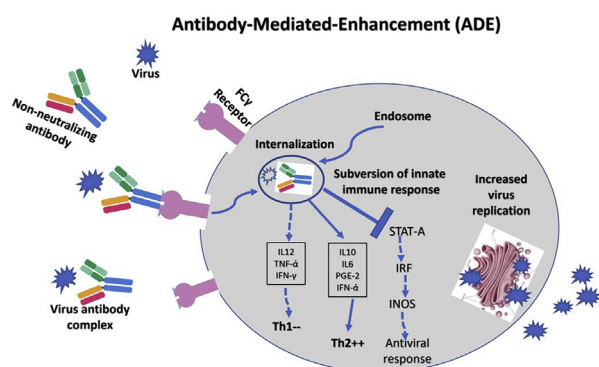 Antibody-Mediated-Enhancement (ADE)
Virus
Non-neutralizing
antibody
FCγ
Receptor
Endosome
Internalization
Subversion of innate
immune response
Increased
virus
replication
STAT-A
IL12
TNF-ά
IFN-γ
IL10
IL6
PGE-2
IFN-ά
IRF
INOS
Virus antibody
complex
Th1--
Th2++
Antiviral
response